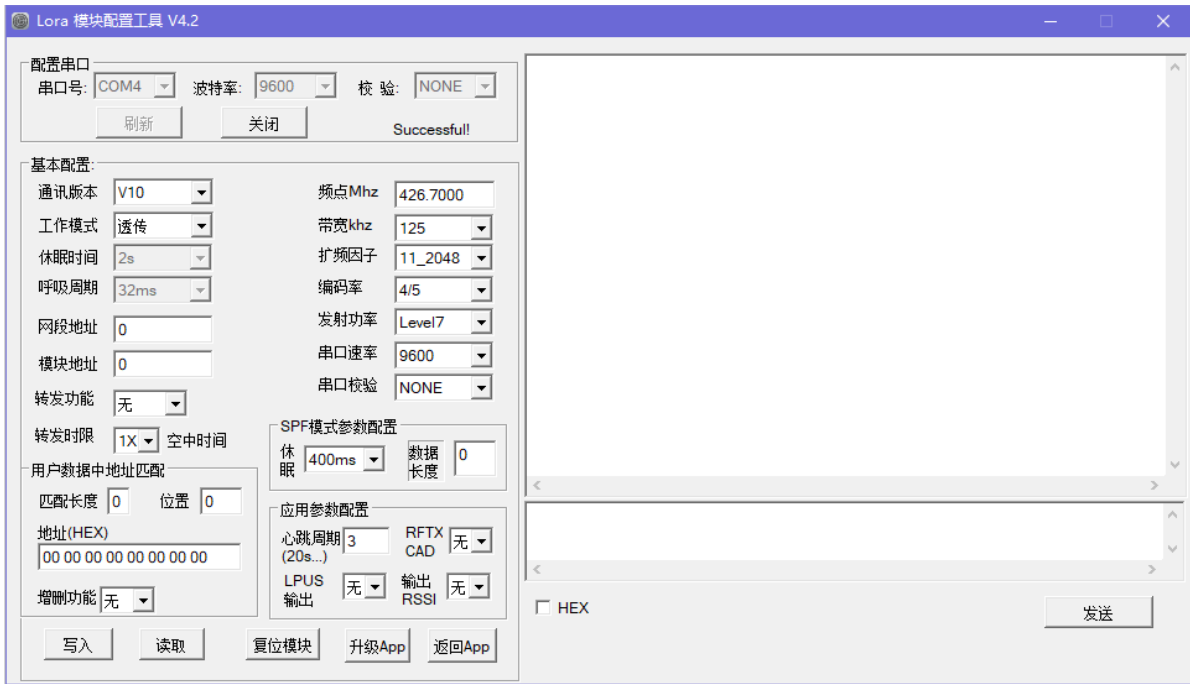 Lora 模块配置工具 V4.2
配置串口
串口号: COM4 波特率: 9600 校 验: NONE
刷新 关闭 Successful!
基本配置:
通讯版本 V10 频点Mhz 426.7000
工作模式 透传 带宽khz 125
休眠时间 2s 扩频因子 11_2048
呼吸周期 32ms 编码率 4/5
网段地址 0 发射功率 Level7
模块地址 0 串口速率 9600
转发功能 无 串口校验 NONE
转发时限 1X 空中时间
SPF模式参数配置
休眠 400ms 数据长度 0
用户数据中地址匹配
匹配长度 0 位置 0
地址(HEX)
00 00 00 00 00 00 00 00
增删功能 无
应用参数配置
心跳周期 (20s...) 3 RFTX CAD 无
LPUS 输出 无 输出 RSSI 无
写入 读取 复位模块 升级App 返回App
HEX 发送